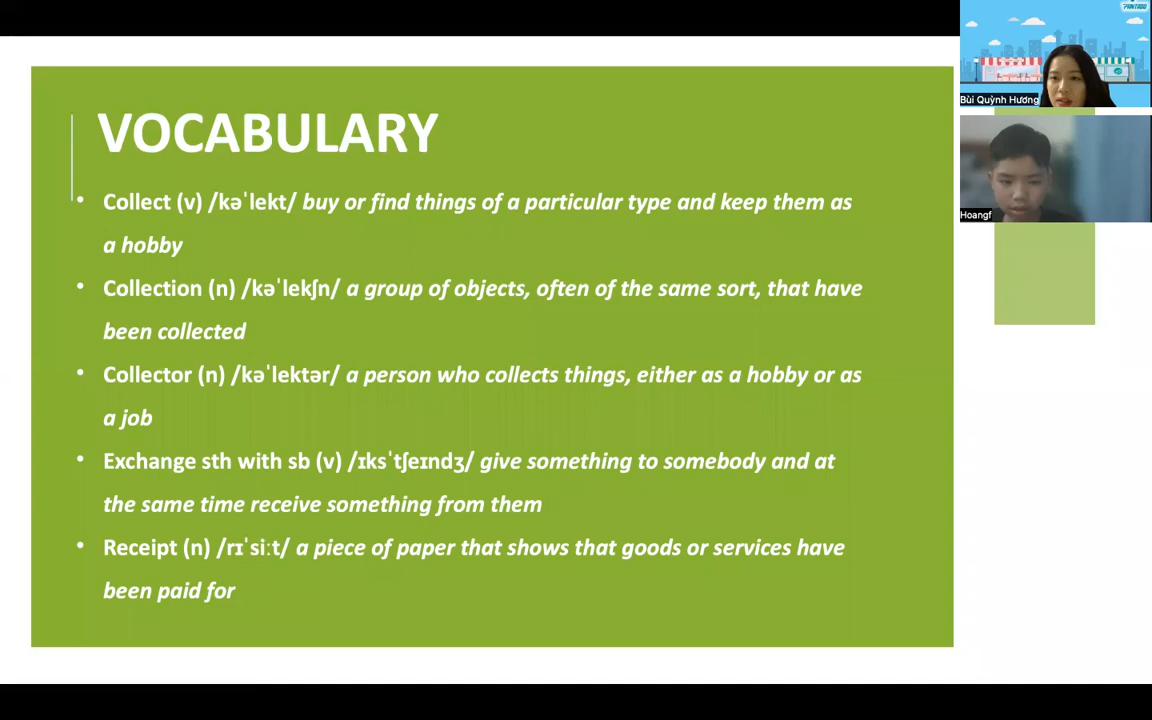 VOCABULARY
• Collect (v) /kəˈlekt/ buy or find things of a particular type and keep them as
a hobby
• Collection (n) /kəˈlekʃn/ a group of objects, often of the same sort, that have
been collected
• Collector (n) /kəˈlektər/ a person who collects things, either as a hobby or as
a job
• Exchange sth with sb (v) /ɪksˈtʃeɪndʒ/ give something to somebody and at
the same time receive something from them
• Receipt (n) /rɪˈsiːt/ a piece of paper that shows that goods or services have
been paid for
PANTADO
Bùi Quỳnh Hương
Hoangf